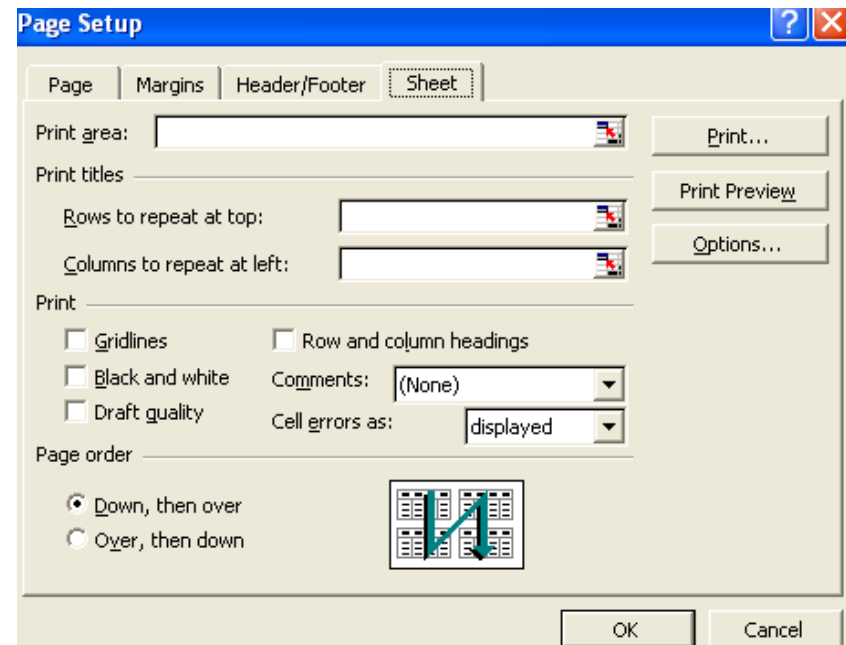 Page Setup
Page Margins Header/Footer Sheet
Print area:
Print...
Print titles
Print Preview
Rows to repeat at top:
Options...
Columns to repeat at left:
Print
Gridlines Row and column headings
Black and white Comments: (None)
Draft quality Cell errors as: displayed
Page order
Down, then over
Over, then down
OK Cancel